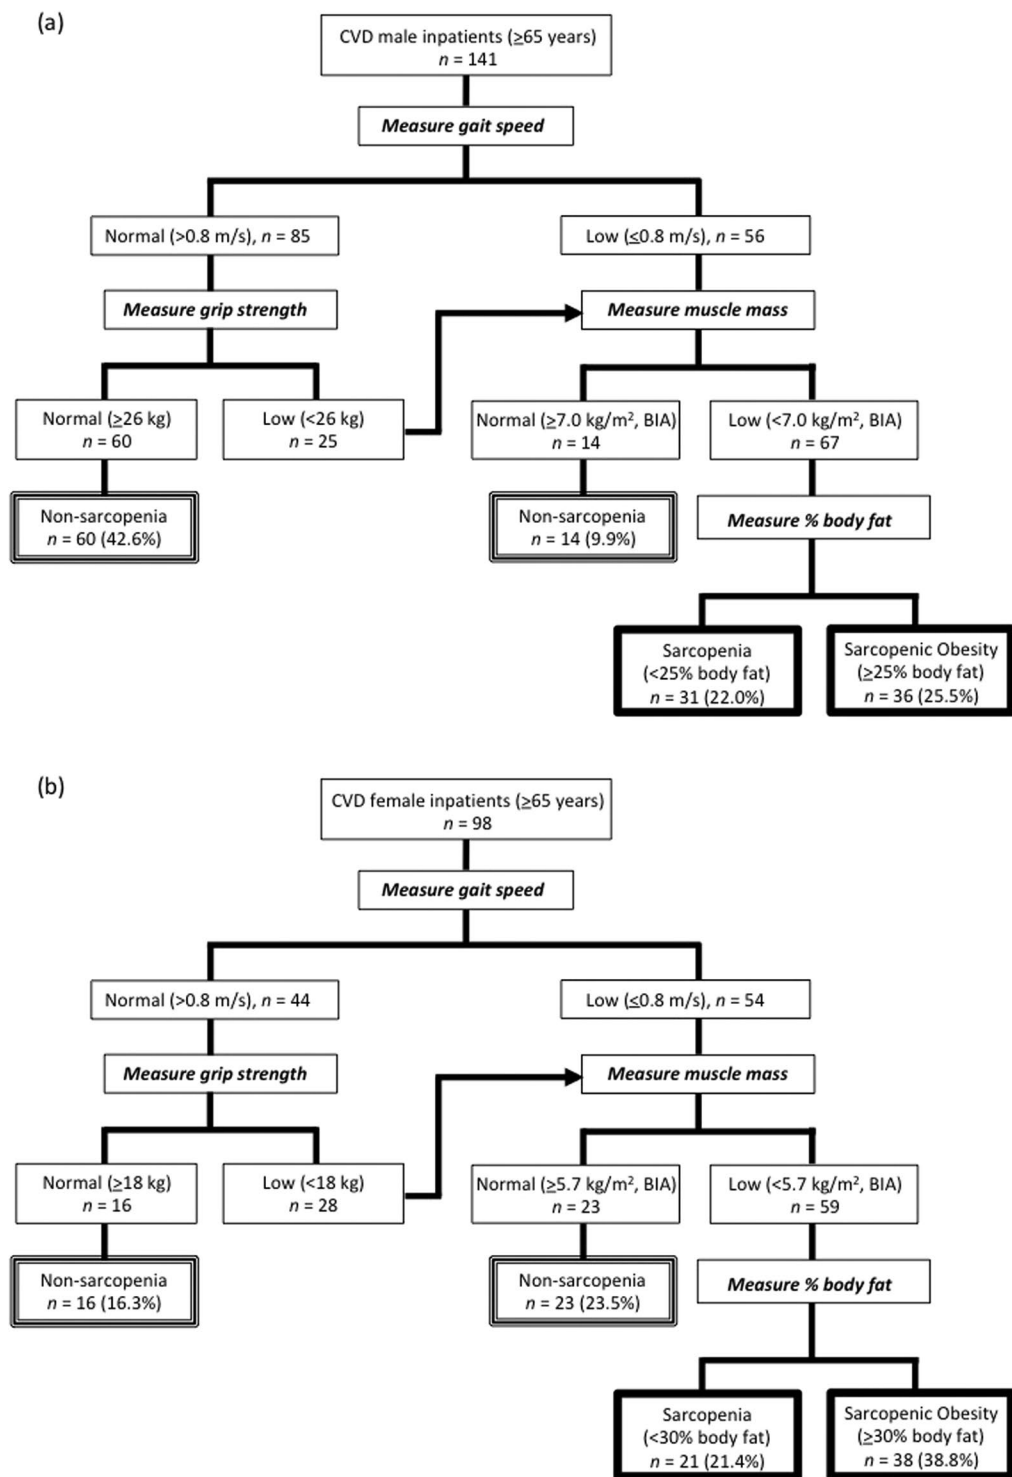 (a)
CVD male inpatients (≥65 years)
n = 141
Measure gait speed
Normal (>0.8 m/s), n = 85
Low (≤0.8 m/s), n = 56
Measure grip strength
Measure muscle mass
Normal (≥26 kg)
n = 60
Low (<26 kg)
n = 25
Normal (≥7.0 kg/m², BIA)
n = 14
Low (<7.0 kg/m², BIA)
n = 67
Non-sarcopenia
n = 60 (42.6%)
Non-sarcopenia
n = 14 (9.9%)
Measure % body fat
Sarcopenia
(<25% body fat)
n = 31 (22.0%)
Sarcopenic Obesity
(≥25% body fat)
n = 36 (25.5%)
(b)
CVD female inpatients (≥65 years)
n = 98
Measure gait speed
Normal (>0.8 m/s), n = 44
Low (≤0.8 m/s), n = 54
Measure grip strength
Measure muscle mass
Normal (≥18 kg)
n = 16
Low (<18 kg)
n = 28
Normal (≥5.7 kg/m², BIA)
n = 23
Low (<5.7 kg/m², BIA)
n = 59
Non-sarcopenia
n = 16 (16.3%)
Non-sarcopenia
n = 23 (23.5%)
Measure % body fat
Sarcopenia
(<30% body fat)
n = 21 (21.4%)
Sarcopenic Obesity
(≥30% body fat)
n = 38 (38.8%)